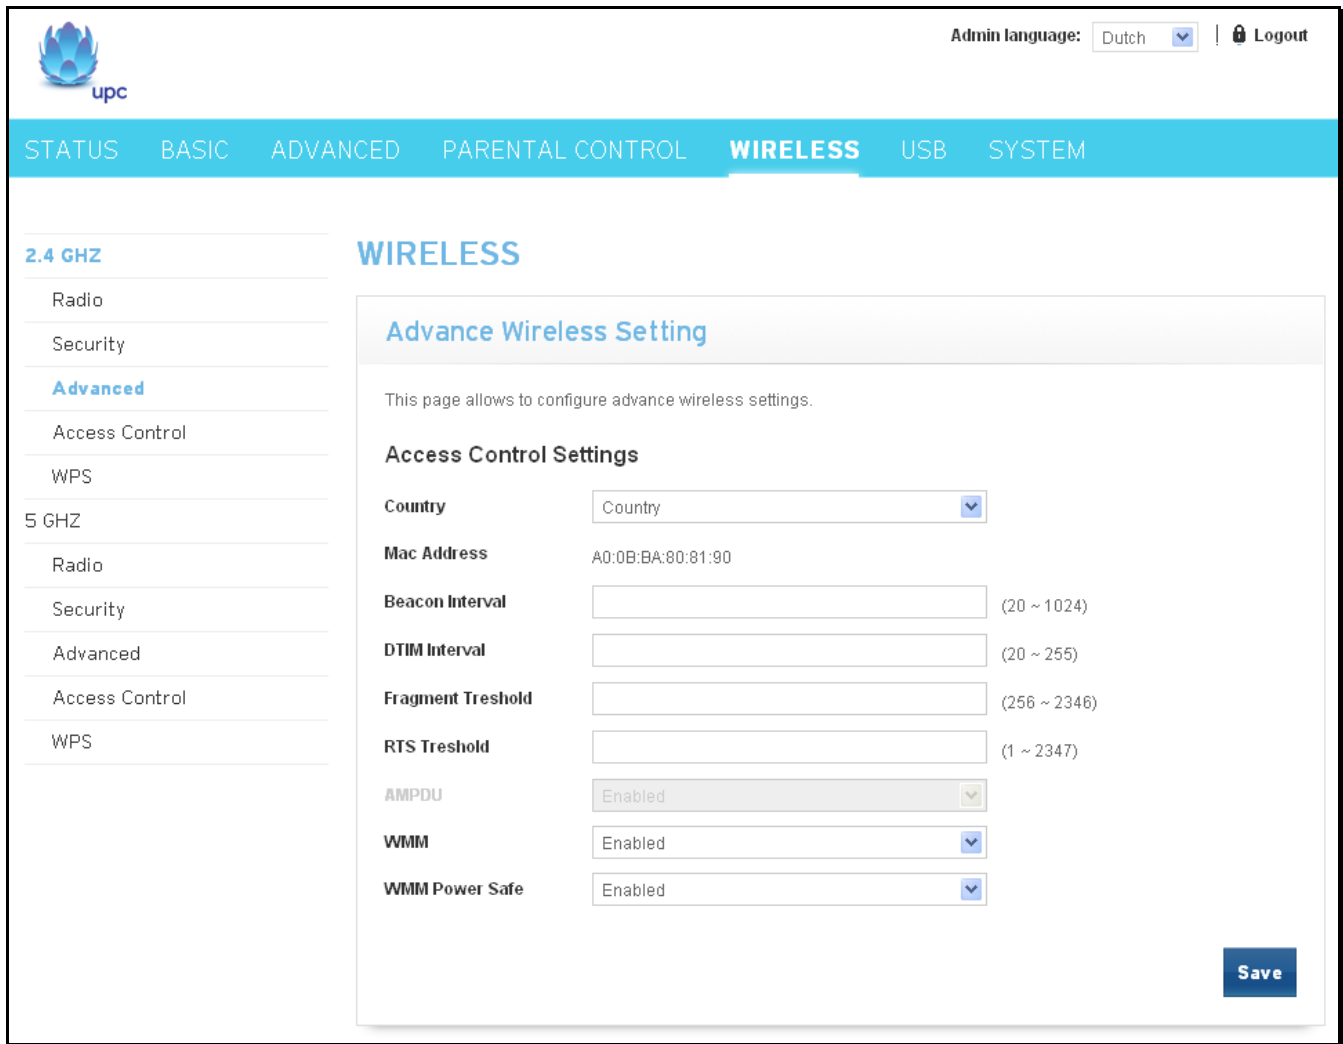 upc
Admin language: Dutch | Logout
STATUS BASIC ADVANCED PARENTAL CONTROL WIRELESS USB SYSTEM
2.4 GHZ
Radio
Security
Advanced
Access Control
WPS
5 GHZ
Radio
Security
Advanced
Access Control
WPS
WIRELESS
Advance Wireless Setting
This page allows to configure advance wireless settings.
Access Control Settings
Country Country
Mac Address A0:0B:BA:80:81:90
Beacon Interval (20 ~ 1024)
DTIM Interval (20 ~ 255)
Fragment Treshold (256 ~ 2346)
RTS Treshold (1 ~ 2347)
AMPDU Enabled
WMM Enabled
WMM Power Safe Enabled
Save